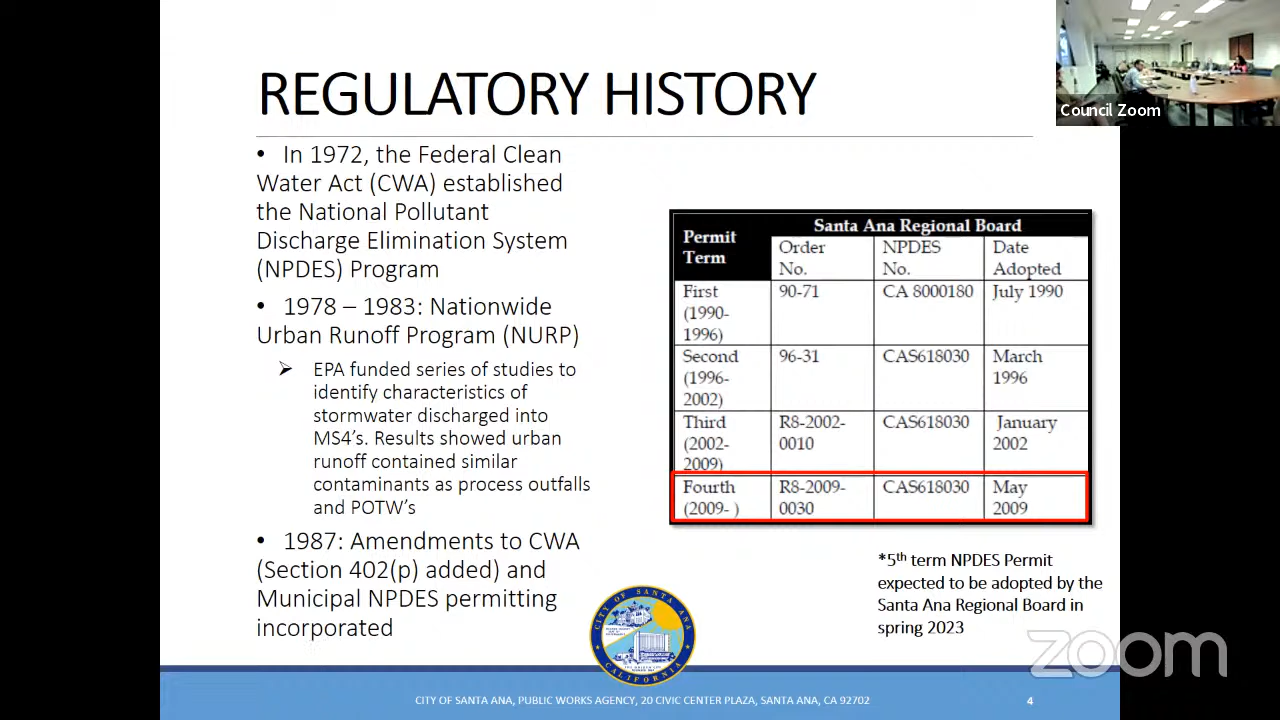 REGULATORY HISTORY
Council Zoom
• In 1972, the Federal Clean
Water Act (CWA) established
the National Pollutant
Discharge Elimination System
(NPDES) Program
• 1978 – 1983: Nationwide
Urban Runoff Program (NURP)
➢ EPA funded series of studies to
identify characteristics of
stormwater discharged into
MS4's. Results showed urban
runoff contained similar
contaminants as process outfalls
and POTW's
• 1987: Amendments to CWA
(Section 402(p) added) and
Municipal NPDES permitting
incorporated
Permit
Term
Santa Ana Regional Board
Order
No.
NPDES
No.
Date
Adopted
First
(1990-
1996)
90-71
CA 8000180
July 1990
Second
(1996-
2002)
96-31
CAS618030
March
1996
Third
(2002-
2009)
R8-2002-
0010
CAS618030
January
2002
Fourth
(2009- )
R8-2009-
0030
CAS618030
May
2009
*5th term NPDES Permit
expected to be adopted by the
Santa Ana Regional Board in
spring 2023
CITY OF SANTA ANA
CALIFORNIA
zoom
CITY OF SANTA ANA, PUBLIC WORKS AGENCY, 20 CIVIC CENTER PLAZA, SANTA ANA, CA 92702
4